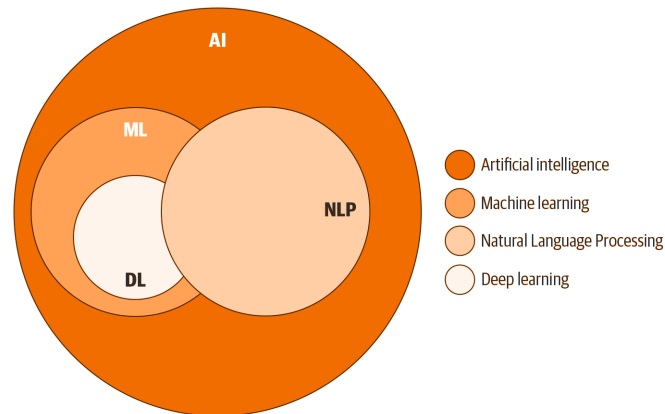 AI
ML
NLP
DL
Artificial intelligence
Machine learning
Natural Language Processing
Deep learning